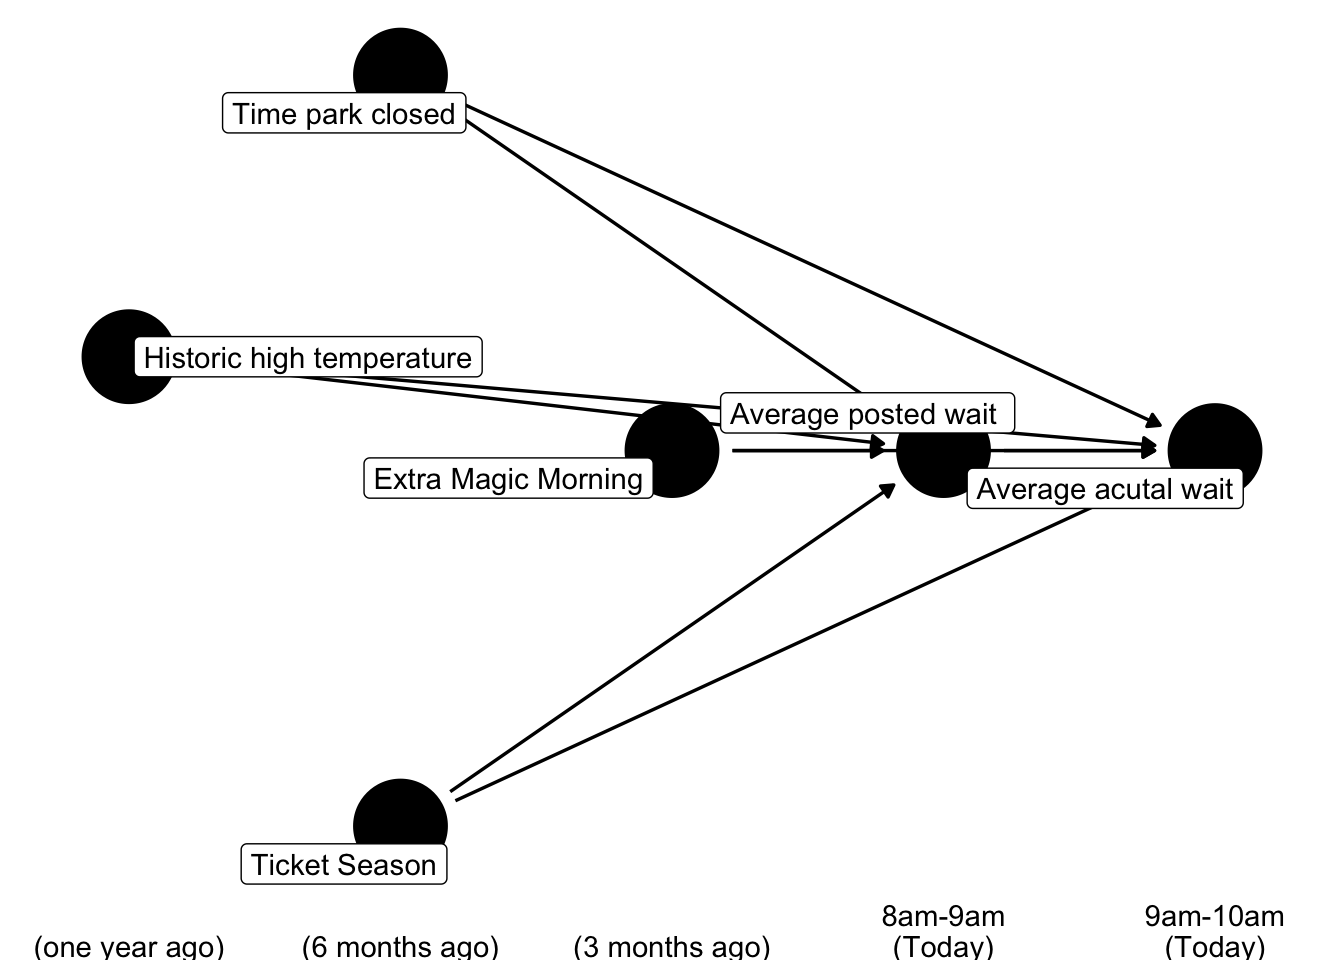 Time park closed
Historic high temperature
Average posted wait
Extra Magic Morning
Average acutal wait
Ticket Season
8am-9am
9am-10am
(one year ago)
(6 months ago)
(3 months ago)
(Today)
(Today)